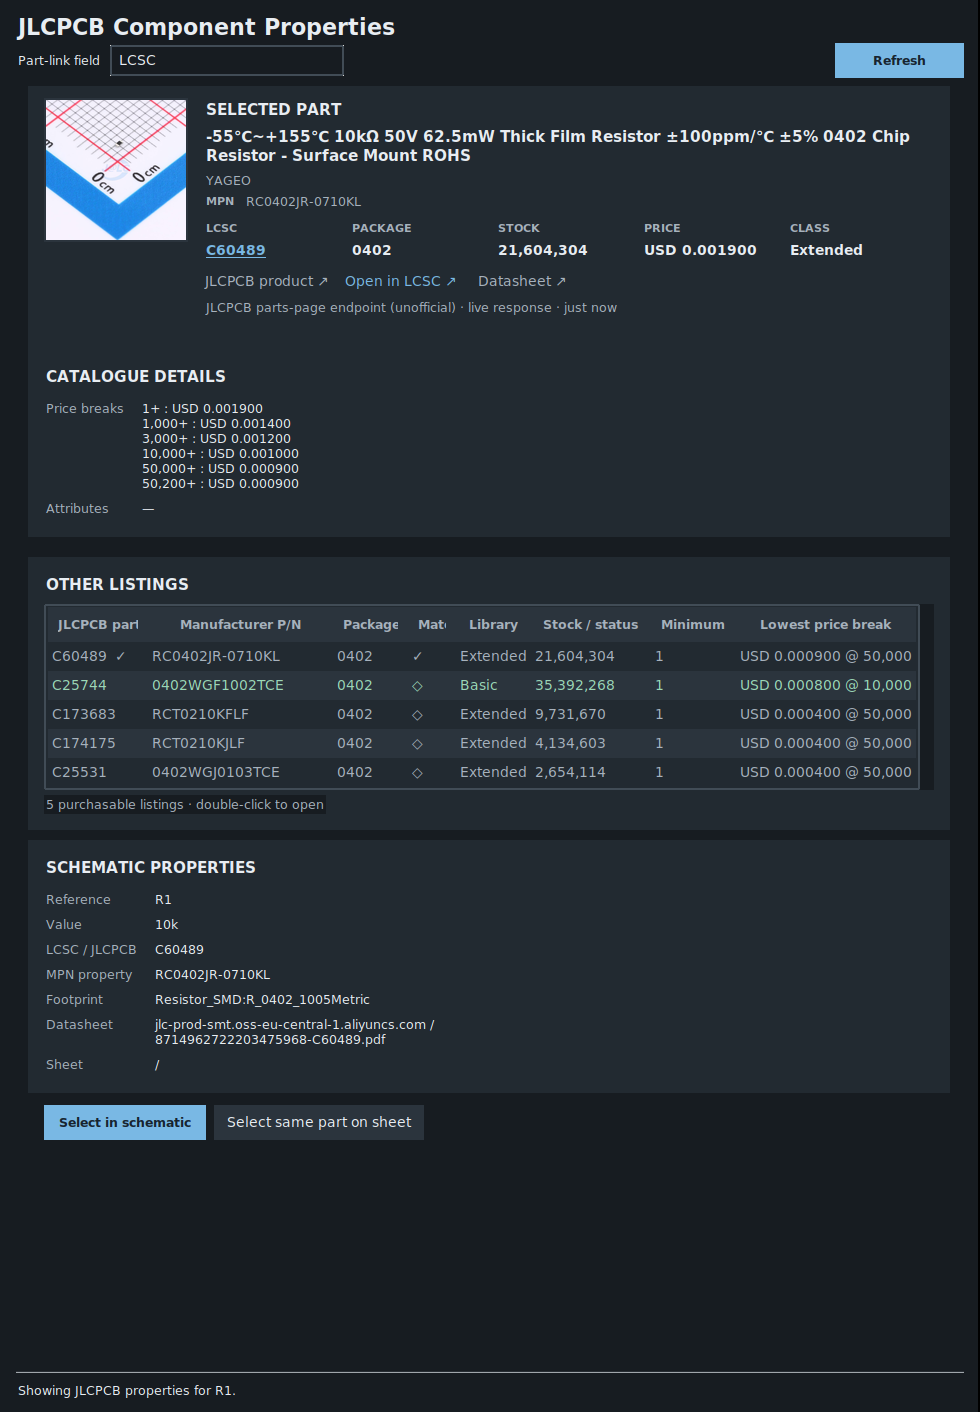 JLCPCB Component Properties
Part-link field LCSC Refresh
SELECTED PART
-55°C~+155°C 10kΩ 50V 62.5mW Thick Film Resistor ±100ppm/°C ±5% 0402 Chip
Resistor - Surface Mount ROHS
YAGEO
MPN RC0402JR-0710KL
LCSC PACKAGE STOCK PRICE CLASS
C60489 0402 21,604,304 USD 0.001900 Extended
JLCPCB product ↗ Open in LCSC ↗ Datasheet ↗
JLCPCB parts-page endpoint (unofficial) · live response · just now
0cm 0cm
CATALOGUE DETAILS
Price breaks 1+ : USD 0.001900
1,000+ : USD 0.001400
3,000+ : USD 0.001200
10,000+ : USD 0.001000
50,000+ : USD 0.000900
50,200+ : USD 0.000900
Attributes —
OTHER LISTINGS
JLCPCB part Manufacturer P/N Package Mat Library Stock / status Minimum Lowest price break
C60489 ✓ RC0402JR-0710KL 0402 ✓ Extended 21,604,304 1 USD 0.000900 @ 50,000
C25744 0402WGF1002TCE 0402 ◇ Basic 35,392,268 1 USD 0.000800 @ 10,000
C173683 RCT0210KFLF 0402 ◇ Extended 9,731,670 1 USD 0.000400 @ 50,000
C174175 RCT0210KJLF 0402 ◇ Extended 4,134,603 1 USD 0.000400 @ 50,000
C25531 0402WGJ0103TCE 0402 ◇ Extended 2,654,114 1 USD 0.000400 @ 50,000
5 purchasable listings · double-click to open
SCHEMATIC PROPERTIES
Reference R1
Value 10k
LCSC / JLCPCB C60489
MPN property RC0402JR-0710KL
Footprint Resistor_SMD:R_0402_1005Metric
Datasheet jlc-prod-smt.oss-eu-central-1.aliyuncs.com /
8714962722203475968-C60489.pdf
Sheet /
Select in schematic Select same part on sheet
Showing JLCPCB properties for R1.